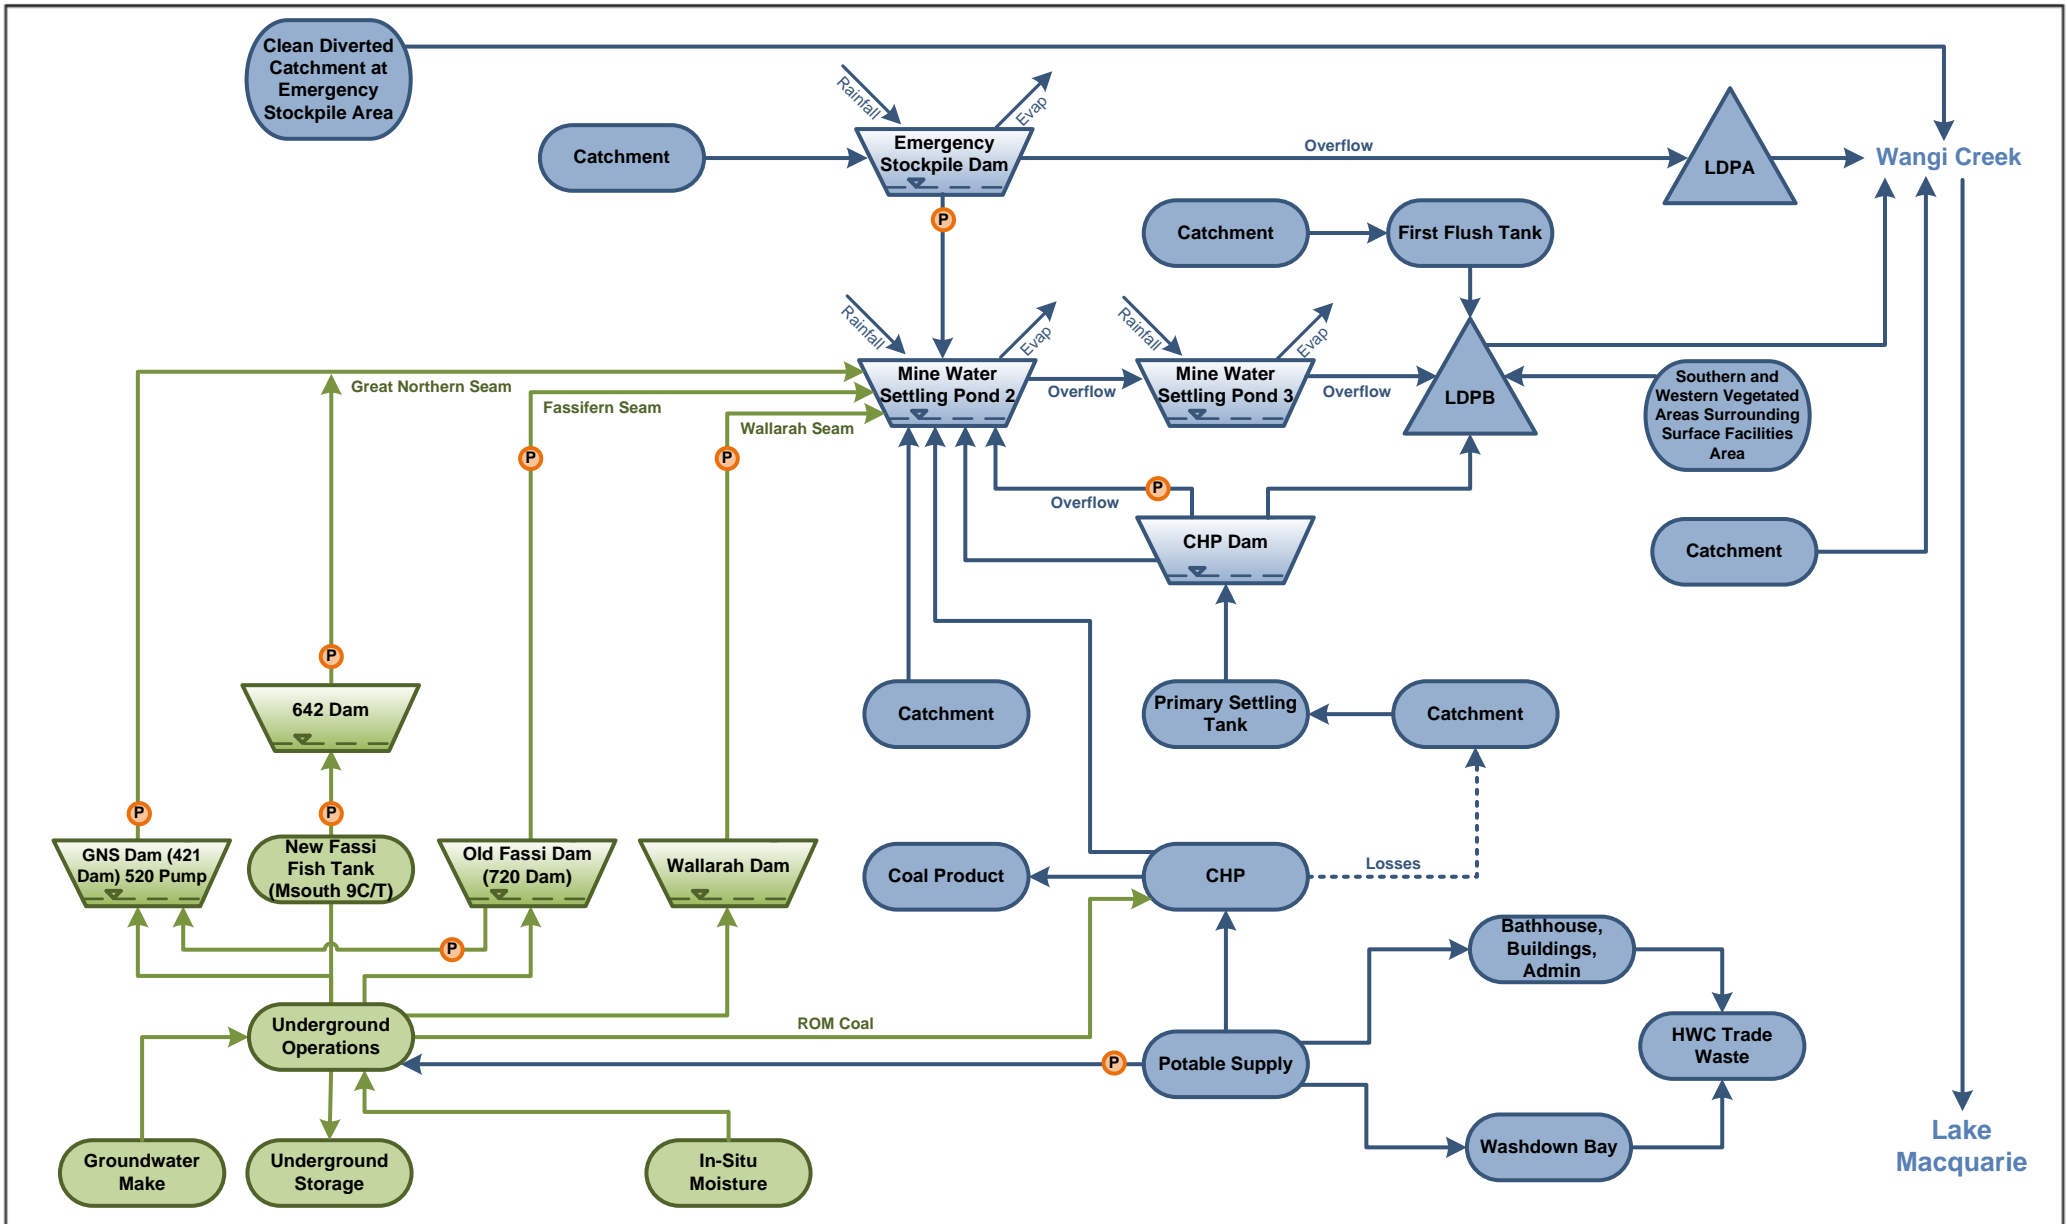 Clean Diverted
Catchment at
Emergency
Stockpile Area
Catchment
Rainfall
Evap
Emergency
Stockpile Dam
Overflow
LDPA
Wangi Creek
P
Catchment
First Flush Tank
Rainfall
Evap
Rainfall
Evap
Great Northern Seam
Fassifern Seam
Wallarah Seam
Mine Water
Settling Pond 2
Overflow
Mine Water
Settling Pond 3
Overflow
LDPB
Southern and
Western Vegetated
Areas Surrounding
Surface Facilities
Area
P
P
P
Overflow
CHP Dam
Catchment
P
642 Dam
Catchment
Primary Settling
Tank
Catchment
P
P
GNS Dam (421
Dam) 520 Pump
New Fassi
Fish Tank
(Msouth 9C/T)
Old Fassi Dam
(720 Dam)
Wallarah Dam
Coal Product
CHP
Losses
P
Bathhouse,
Buildings,
Admin
Underground
Operations
ROM Coal
P
Potable Supply
HWC Trade
Waste
Groundwater
Make
Underground
Storage
In-Situ
Moisture
Washdown Bay
Lake
Macquarie